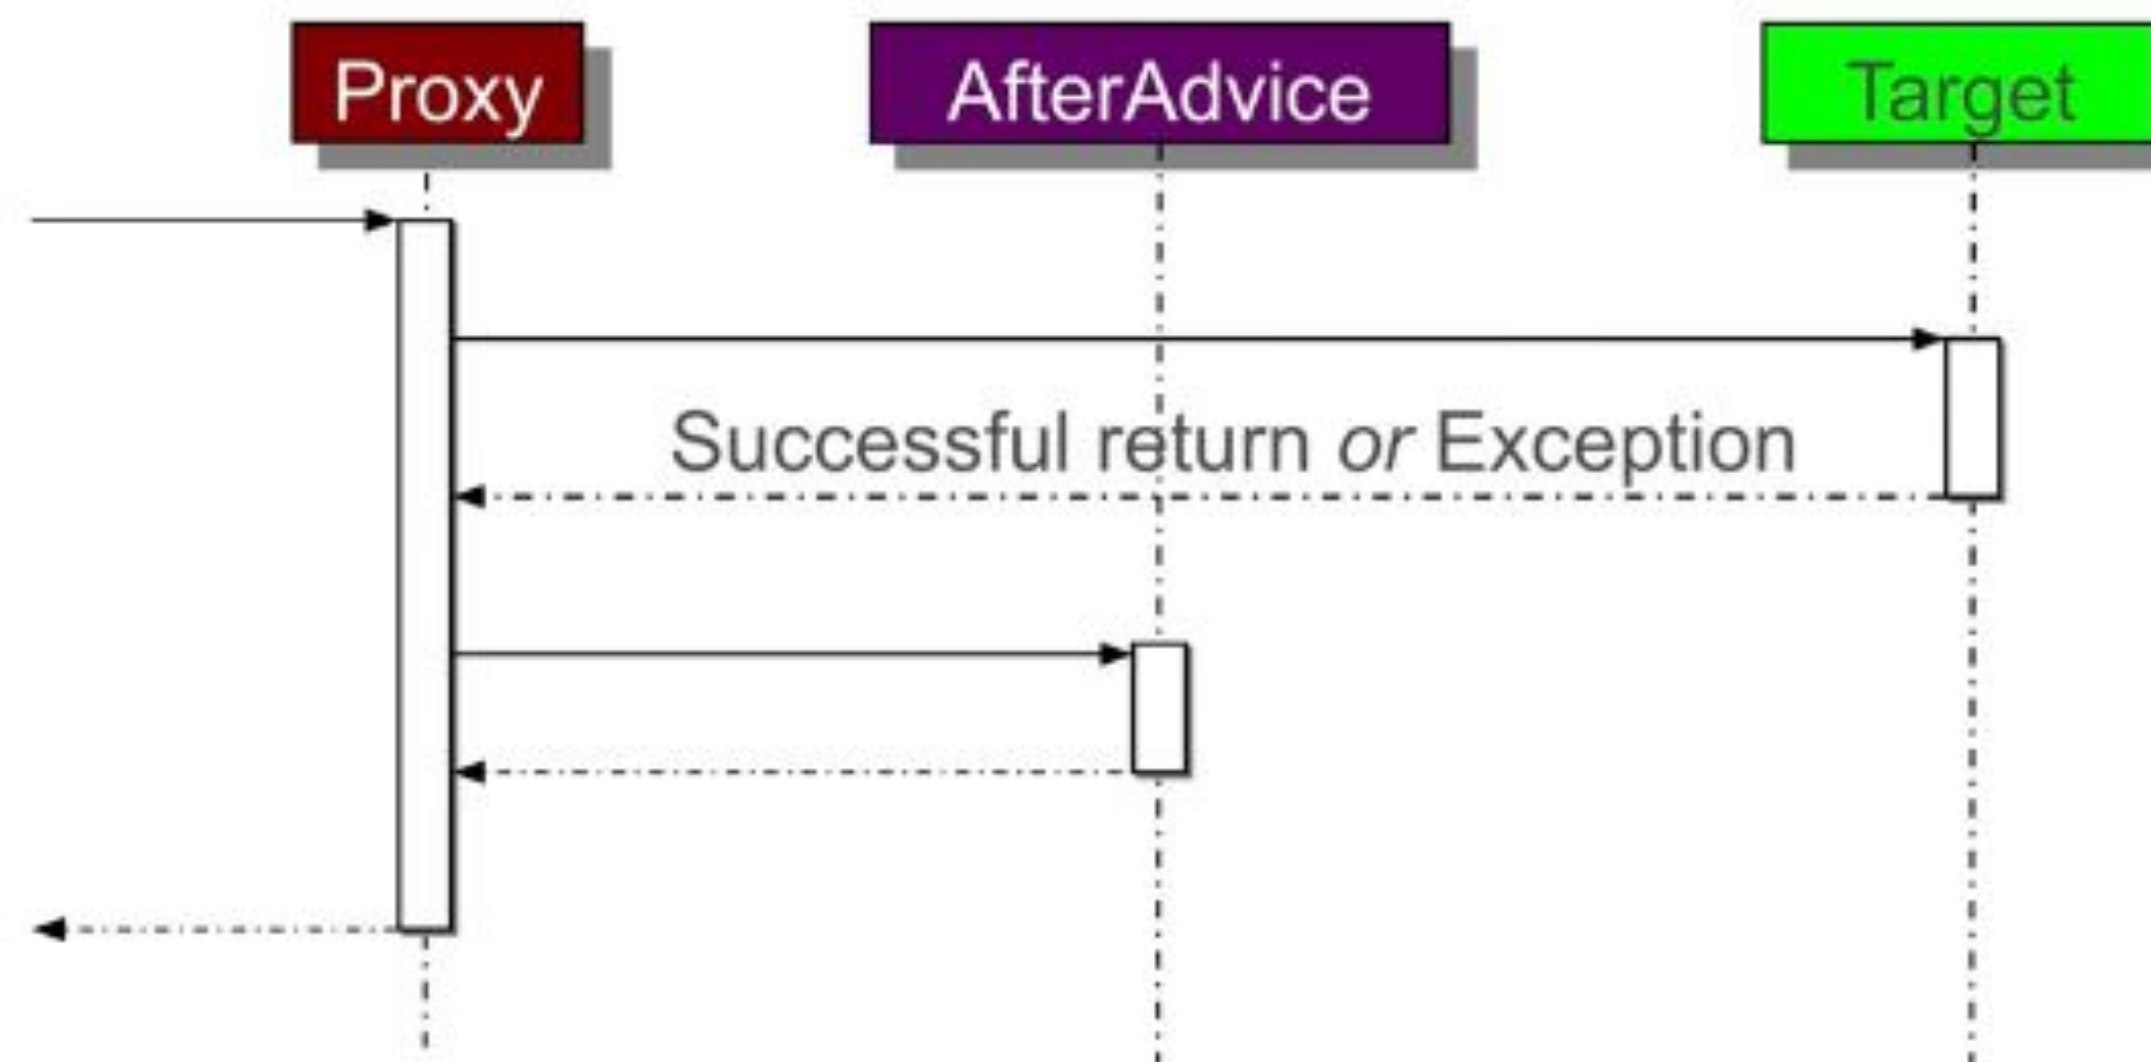 Proxy
AfterAdvice
Target
Successful return or Exception